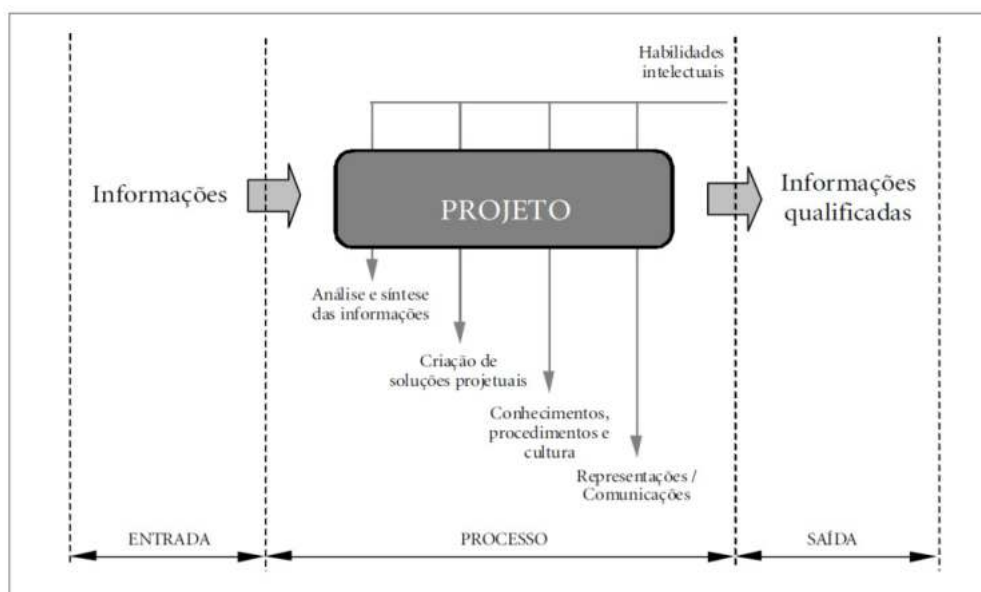 Habilidades
intelectuais
Informações
PROJETO
Informações
qualificadas
Análise e síntese
das informações
Criação de
soluções projetuais
Conhecimentos,
procedimentos e
cultura
Representações /
Comunicações
ENTRADA
PROCESSO
SAÍDA